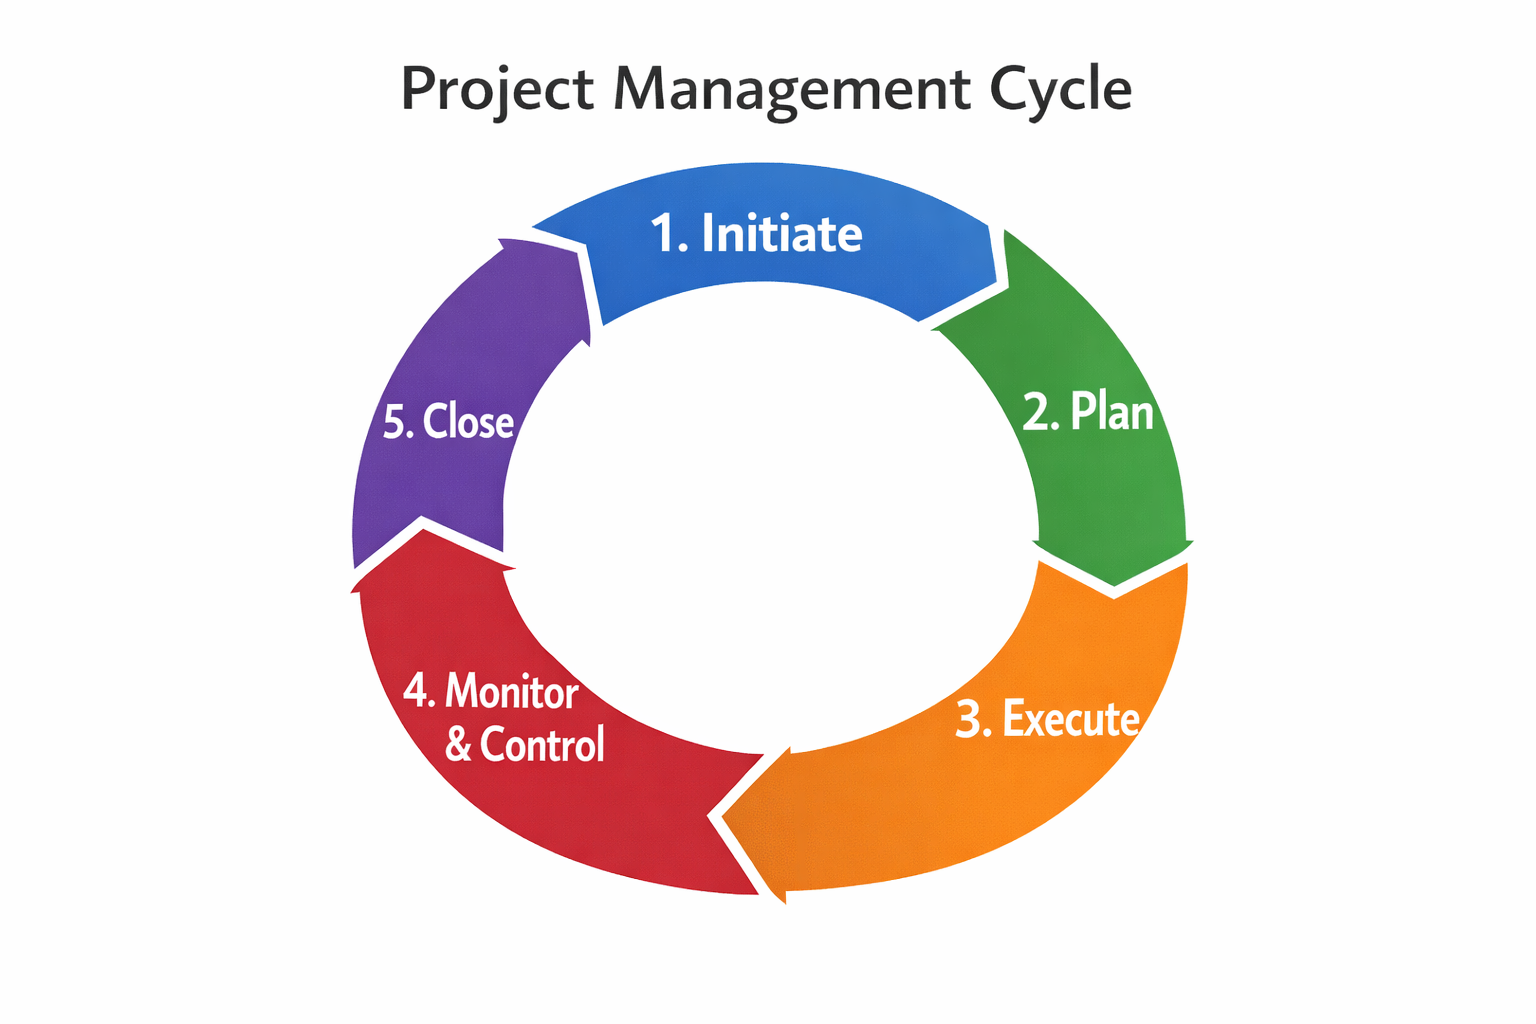 Project Management Cycle
1. Initiate
2. Plan
3. Execute
4. Monitor
& Control
5. Close